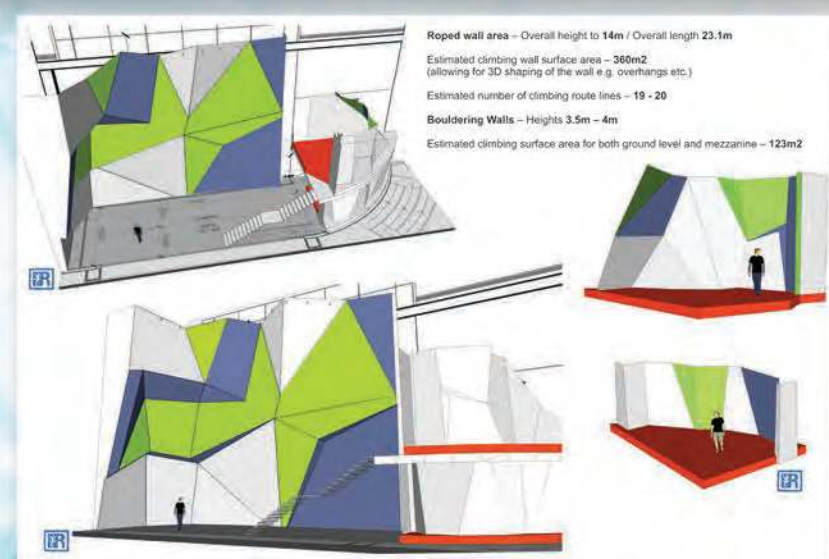 Roped wall area – Overall height to 14m / Overall length 23.1m
Estimated climbing wall surface area – 360m2
(allowing for 3D shaping of the wall e.g. overhangs etc.)
Estimated number of climbing route lines – 19 - 20
Bouldering Walls – Heights 3.5m – 4m
Estimated climbing surface area for both ground level and mezzanine – 123m2